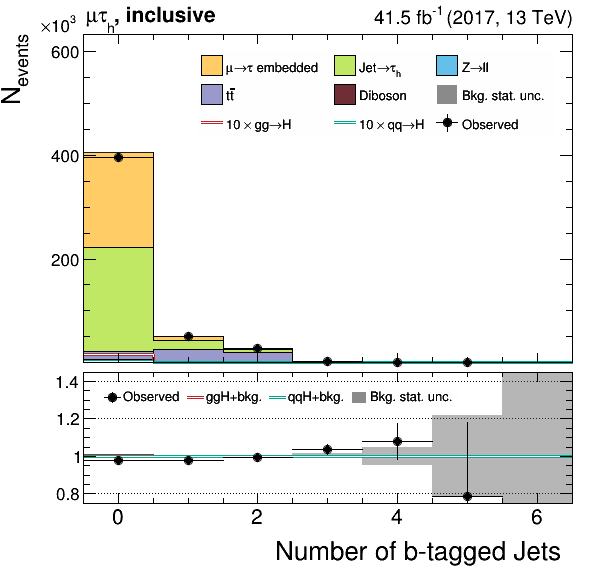 ×10³ μτₕ, inclusive 41.5 fb⁻¹ (2017, 13 TeV)
N_events
600
400
200
μ→τ embedded Jet→τₕ Z→ll
tt̄ Diboson Bkg. stat. unc.
10 × gg→H 10 × qq→H Observed
1.4
1.2
1
0.8
Observed ggH+bkg. qqH+bkg. Bkg. stat. unc.
0 2 4 6
Number of b-tagged Jets